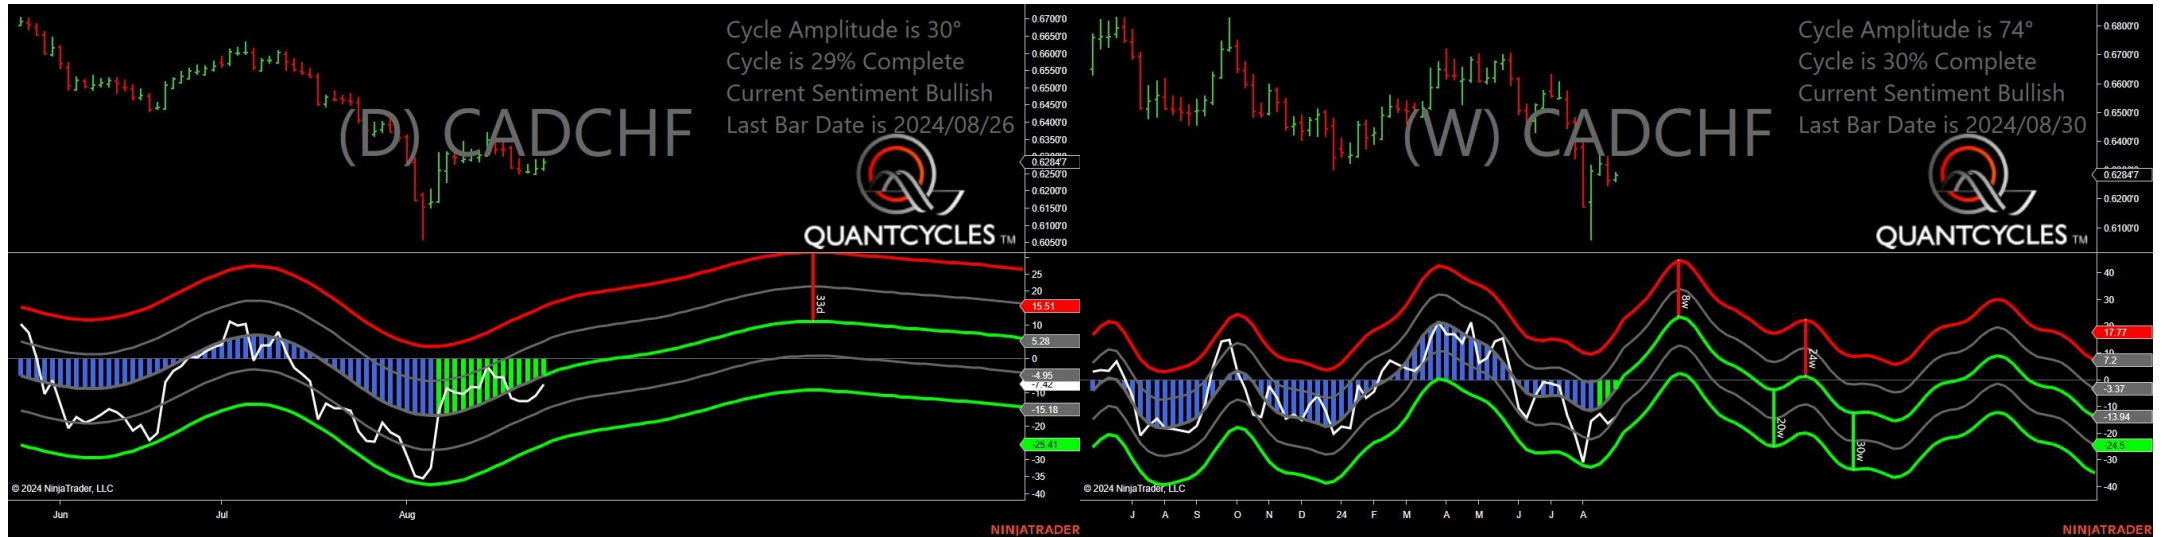 Cycle Amplitude is 30°
Cycle is 29% Complete
Current Sentiment Bullish
Last Bar Date is 2024/08/26
(D) CADCHF
QUANTCYCLES TM
0.6700'0
0.6650'0
0.6600'0
0.6550'0
0.6500'0
0.6450'0
0.6400'0
0.6350'0
0.6284'7
0.6250'0
0.6200'0
0.6150'0
0.6100'0
0.6050'0
33d
25
20
15.51
10
5.28
0
-4.95
-7.42
-10
-15.18
-20
-25.41
-30
-35
-40
© 2024 NinjaTrader, LLC
Jun Jul Aug
NINJATRADER
Cycle Amplitude is 74°
Cycle is 30% Complete
Current Sentiment Bullish
Last Bar Date is 2024/08/30
(W) CADCHF
QUANTCYCLES TM
0.6800'0
0.6700'0
0.6600'0
0.6500'0
0.6400'0
0.6284'7
0.6200'0
0.6100'0
8w
24w
20w
30w
40
30
17.77
7.2
0
-3.37
-10
-13.94
-20
-24.5
-30
-40
© 2024 NinjaTrader, LLC
J A S O N D 24 F M A M J J A
NINJATRADER